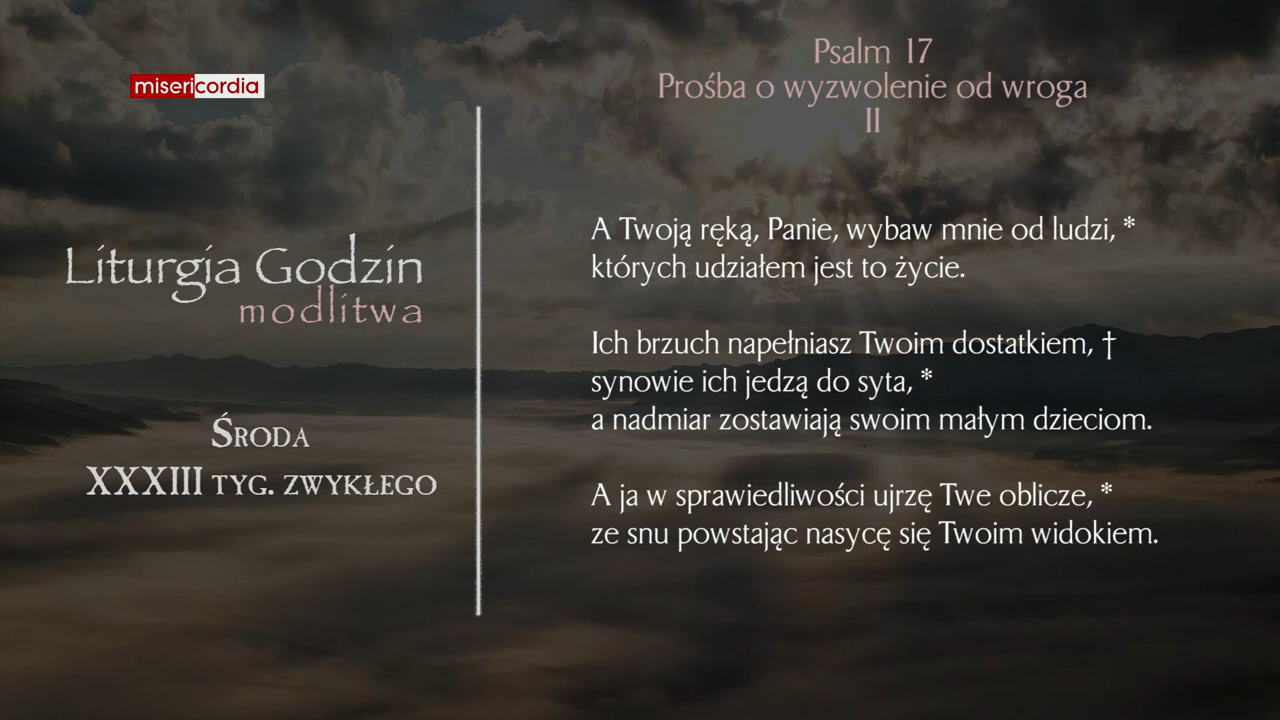 misericordia
Liturgia Godzin
modlitwa
Środa
XXXIII tyg. zwykłego
Psalm 17
Prośba o wyzwolenie od wroga
II
A Twoją ręką, Panie, wybaw mnie od ludzi, *
których udziałem jest to życie.
Ich brzuch napełniasz Twoim dostatkiem, †
synowie ich jedzą do syta, *
a nadmiar zostawiają swoim małym dzieciom.
A ja w sprawiedliwości ujrzę Twe oblicze, *
ze snu powstając nasycę się Twoim widokiem.